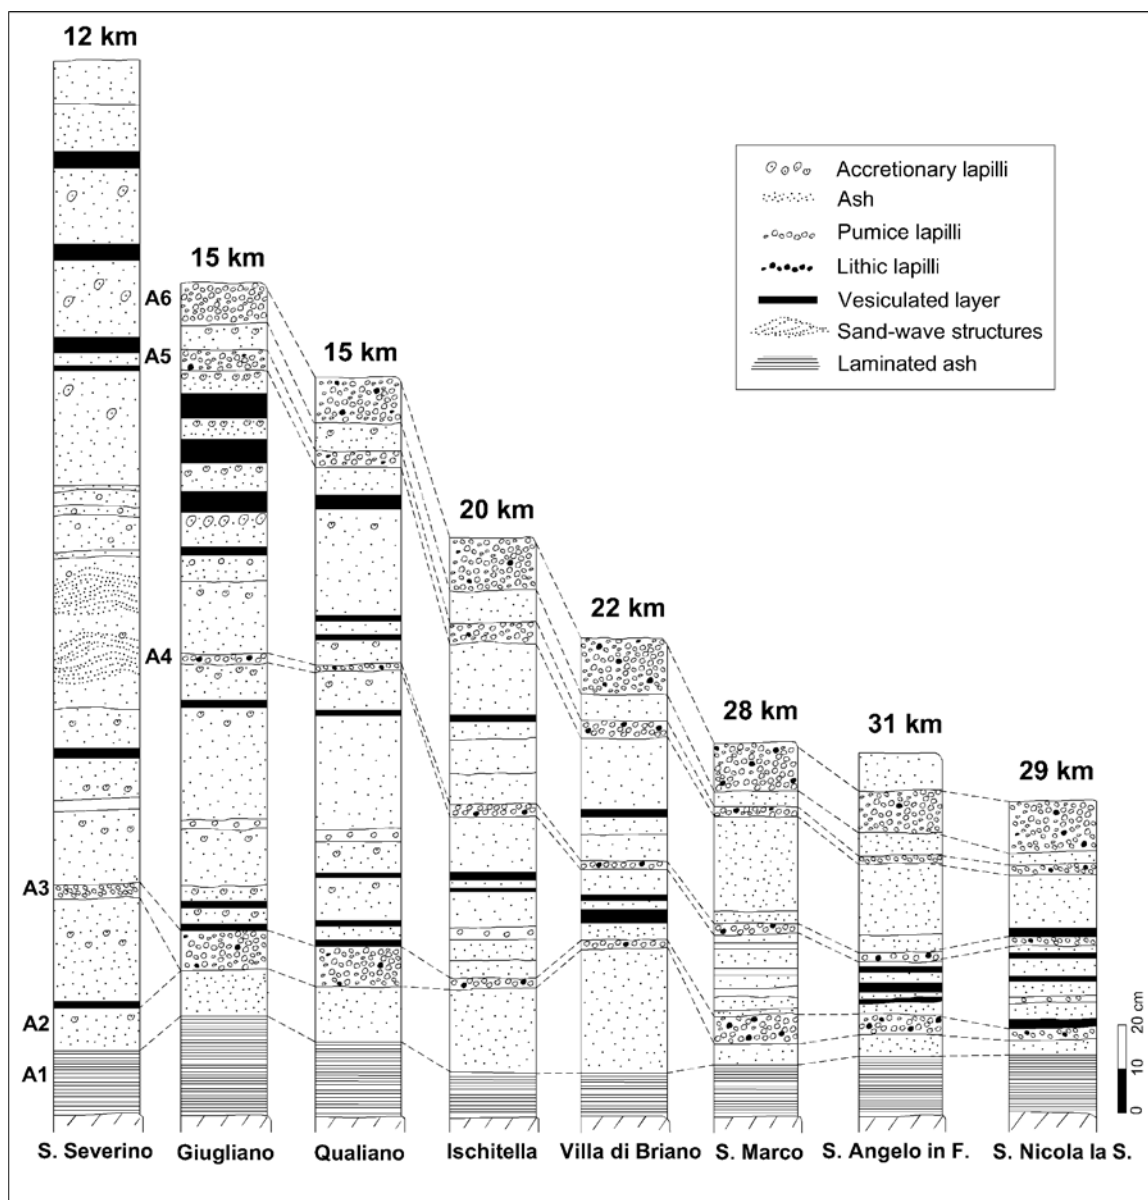 12 km
15 km
15 km
20 km
22 km
28 km
31 km
29 km
Accretionary lapilli
Ash
Pumice lapilli
Lithic lapilli
Vesiculated layer
Sand-wave structures
Laminated ash
A6
A5
A4
A3
A2
A1
20 cm
10
0
S. Severino
Giugliano
Qualiano
Ischitella
Villa di Briano
S. Marco
S. Angelo in F.
S. Nicola la S.